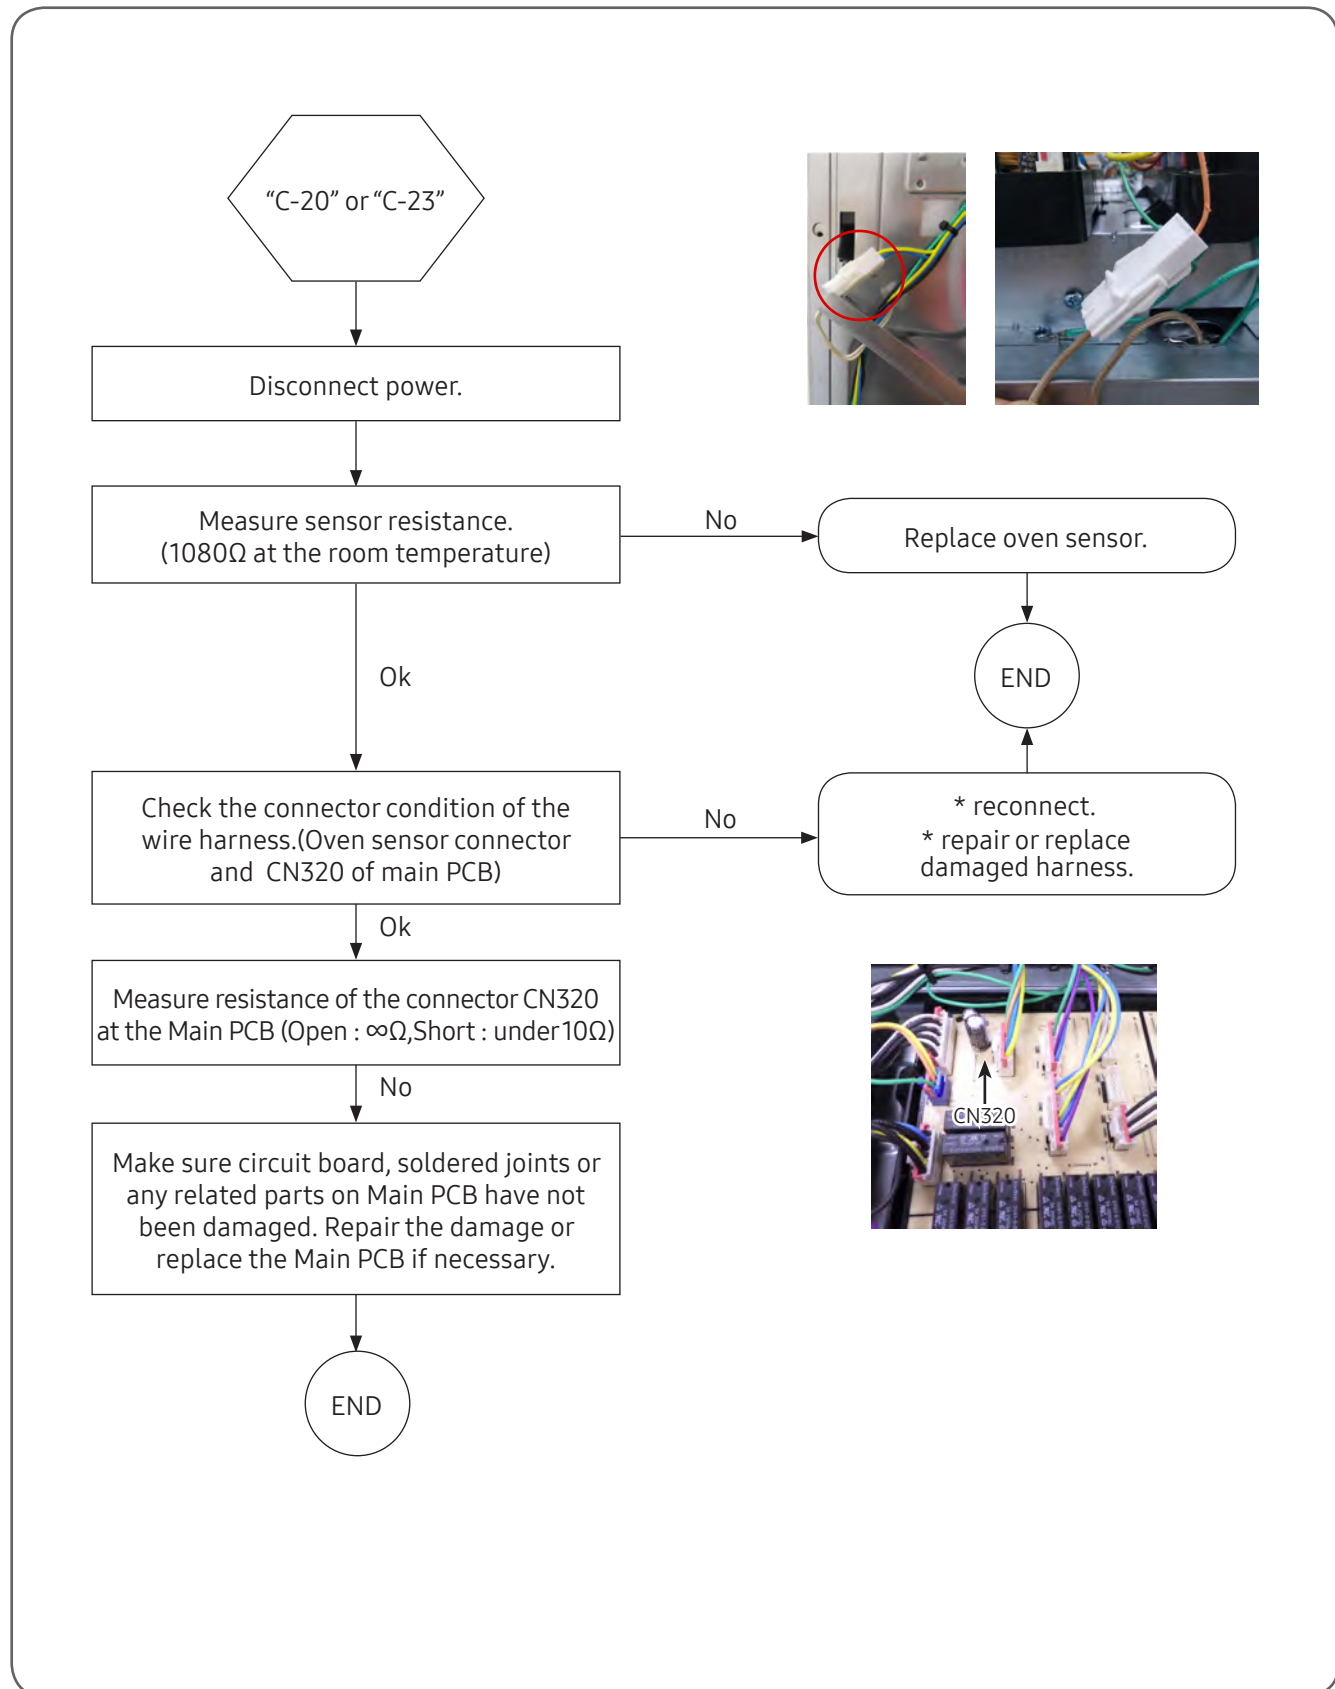 “C-20” or “C-23”
Disconnect power.
Measure sensor resistance.
(1080Ω at the room temperature)
No
Replace oven sensor.
END
Ok
Check the connector condition of the
wire harness.(Oven sensor connector
and CN320 of main PCB)
No
* reconnect.
* repair or replace
damaged harness.
Ok
Measure resistance of the connector CN320
at the Main PCB (Open : ∞Ω,Short : under10Ω)
CN320
No
Make sure circuit board, soldered joints or
any related parts on Main PCB have not
been damaged. Repair the damage or
replace the Main PCB if necessary.
END